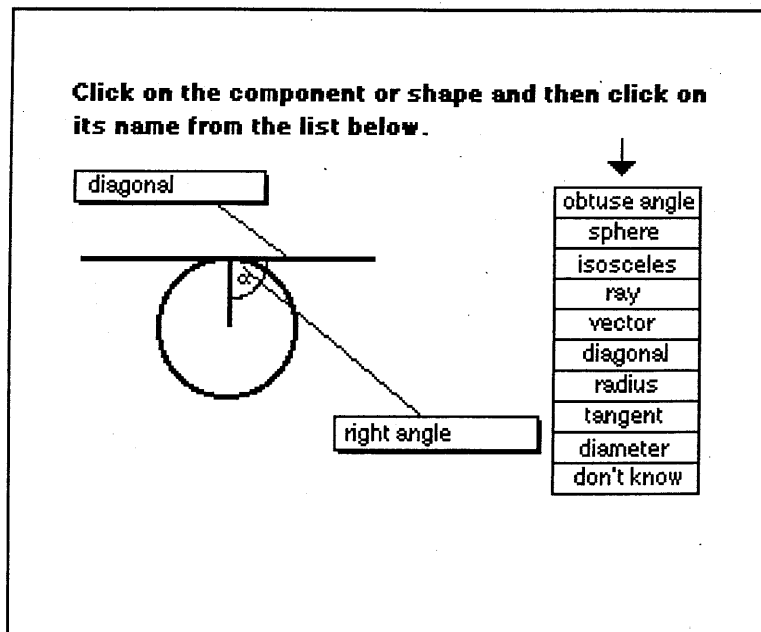 Click on the component or shape and then click on
its name from the list below.
diagonal
α
right angle
obtuse angle
sphere
isosceles
ray
vector
diagonal
radius
tangent
diameter
don't know